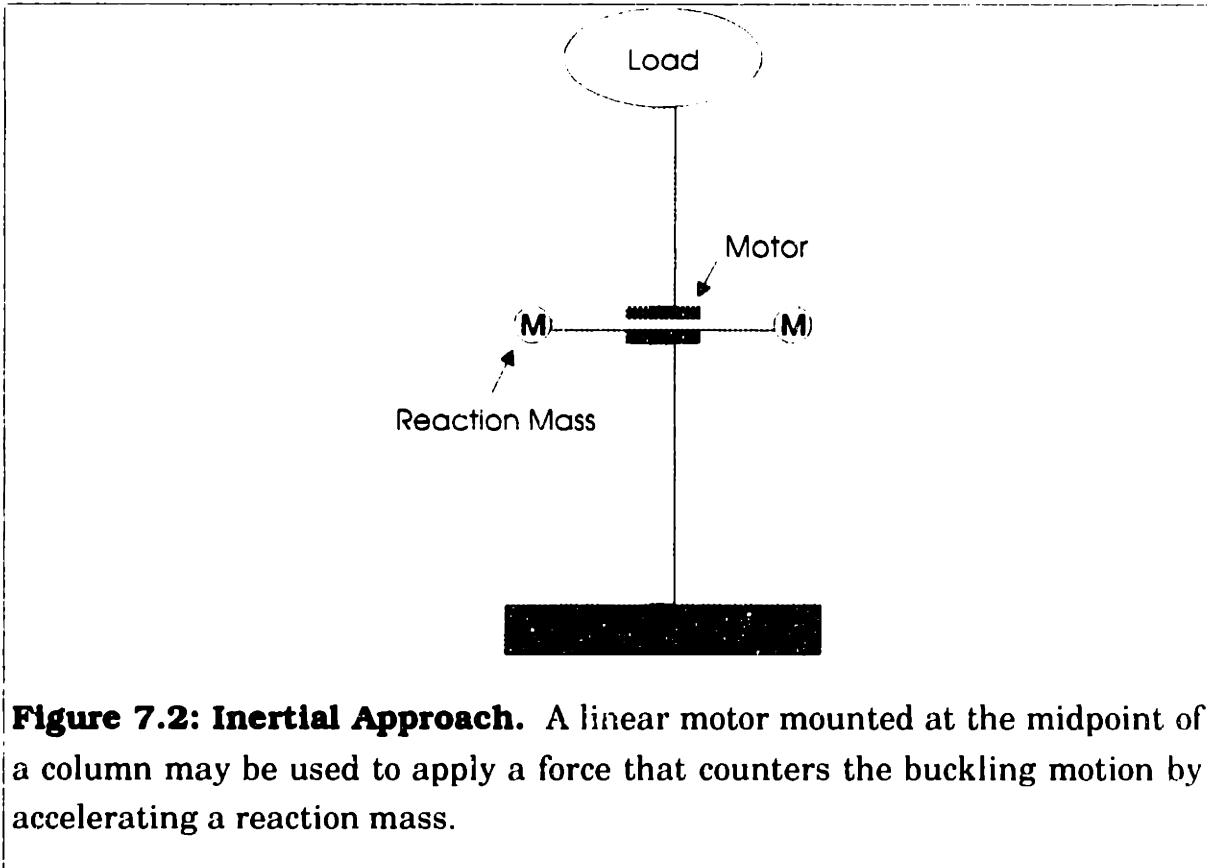 Load
Motor
M M
Reaction Mass
Figure 7.2: Inertial Approach. A linear motor mounted at the midpoint of
a column may be used to apply a force that counters the buckling motion by
accelerating a reaction mass.